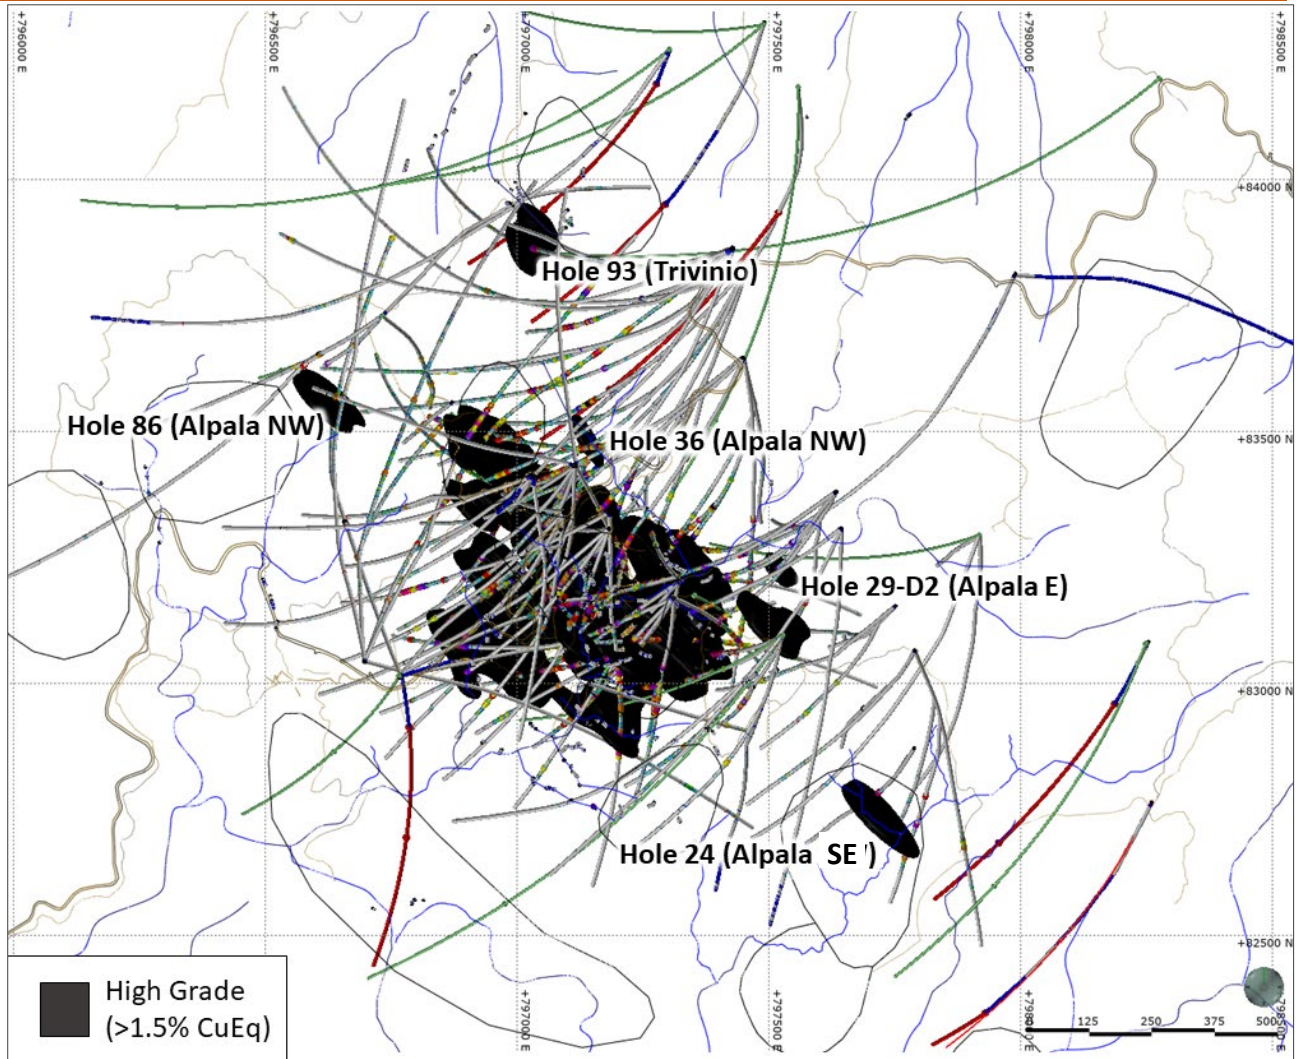 +796000 E
+796500 E
+797000 E
+797500 E
+798000 E
+798500 E
+84000 N
Hole 93 (Trivinio)
Hole 86 (Alpala NW)
Hole 36 (Alpala NW)
+83500 N
Hole 29-D2 (Alpala E)
+83000 N
Hole 24 (Alpala SE )
+82500 N
High Grade
(>1.5% CuEq)
+797000 E
+797500 E
0 125 250 375 500